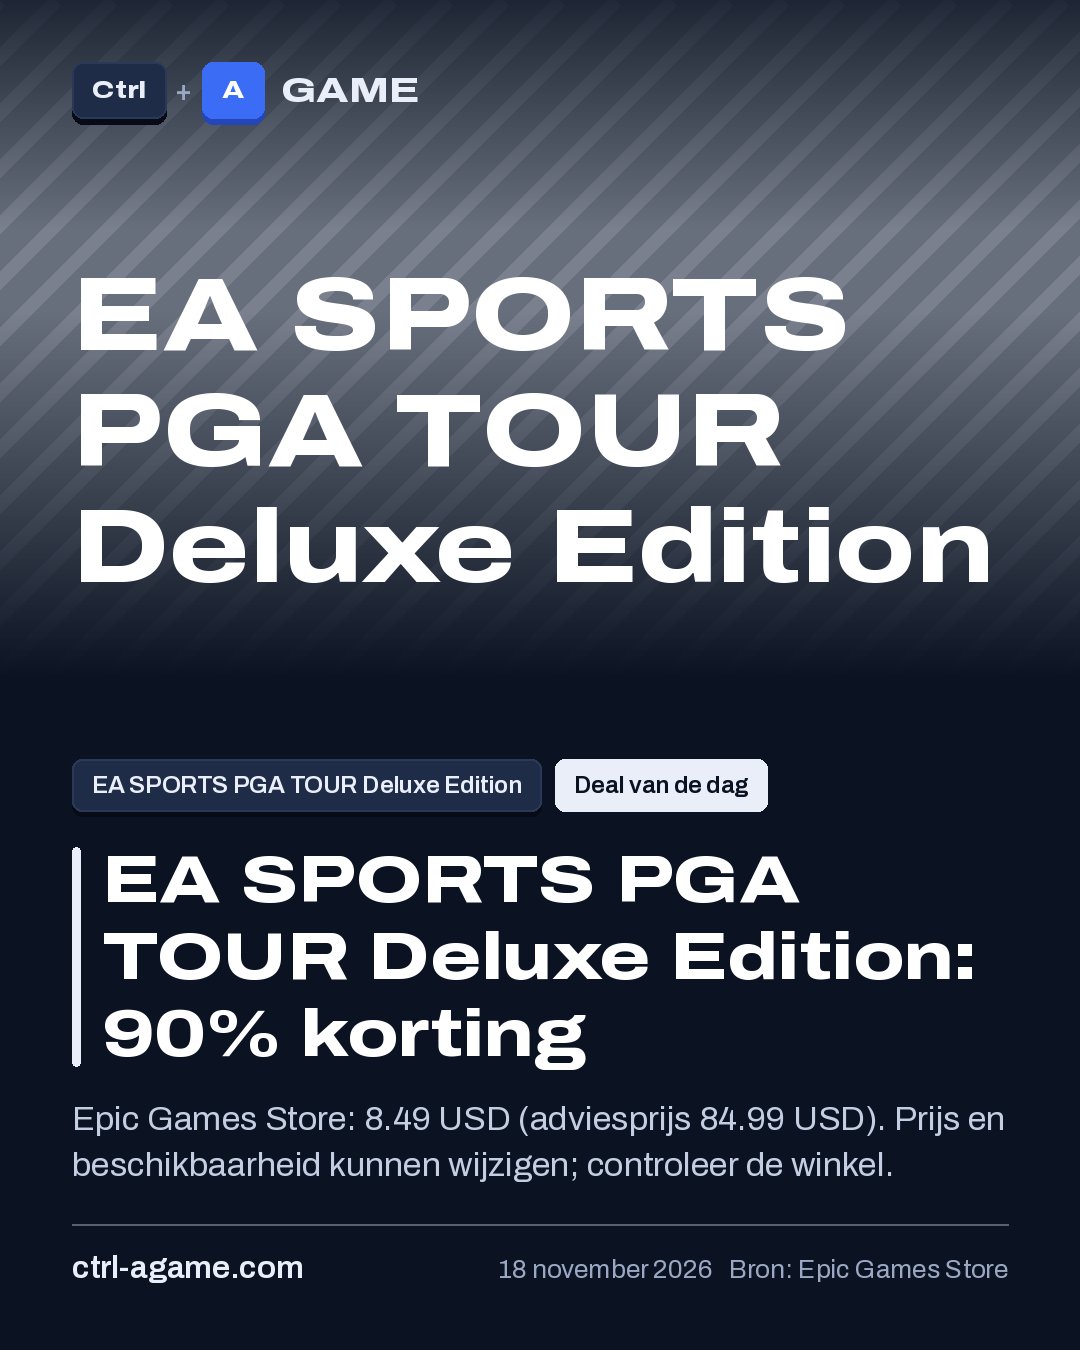 Ctrl + A GAME
EA SPORTS
PGA TOUR
Deluxe Edition
EA SPORTS PGA TOUR Deluxe Edition
Deal van de dag
EA SPORTS PGA
TOUR Deluxe Edition:
90% korting
Epic Games Store: 8.49 USD (adviesprijs 84.99 USD). Prijs en
beschikbaarheid kunnen wijzigen; controleer de winkel.
ctrl-agame.com
18 november 2026 Bron: Epic Games Store